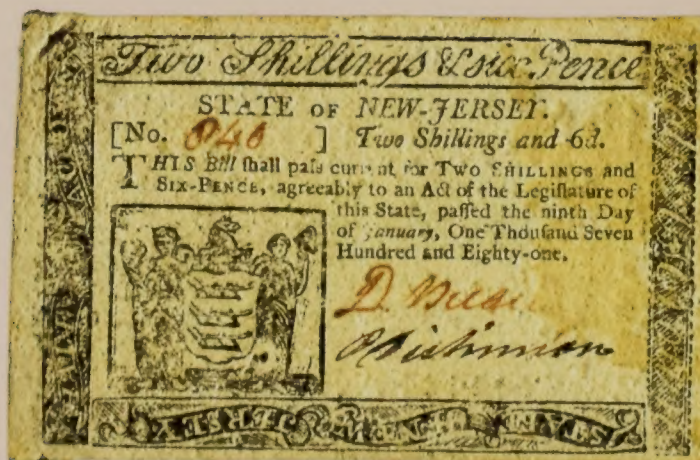 Two Shillings & six Pence
STATE OF NEW-JERSEY.
[No. 846 ] Two Shillings and 6d.
THIS Bill ſhall paſs current for TWO SHILLINGS and
SIX-PENCE, agreeably to an Act of the Legiſlature of
this State, paſſed the ninth Day
of January, One Thouſand Seven
Hundred and Eighty-one.
D